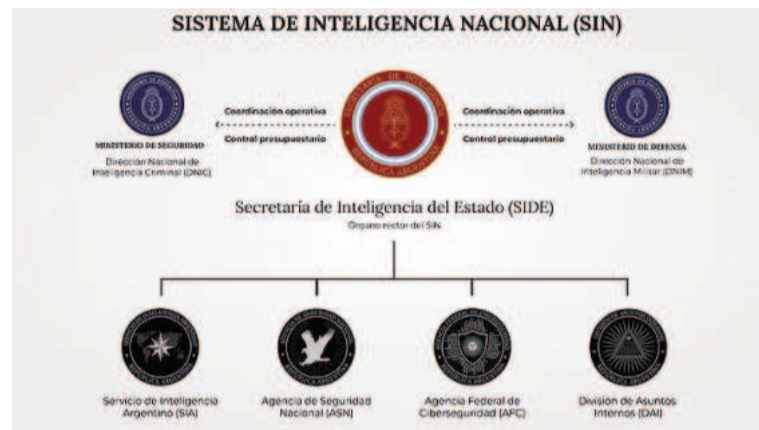 SISTEMA DE INTELIGENCIA NACIONAL (SIN)
Coordinación operativa
Control presupuestario
Coordinación operativa
Control presupuestario
MINISTERIO DE SEGURIDAD
Dirección Nacional de
Inteligencia Criminal (DNIC)
SECRETARÍA DE INTELIGENCIA
REPÚBLICA ARGENTINA
MINISTERIO DE DEFENSA
Dirección Nacional de
Inteligencia Militar (DNIM)
Secretaría de Inteligencia del Estado (SIDE)
Órgano rector del SIN
Servicio de Inteligencia
Argentino (SIA)
Agencia de Seguridad
Nacional (ASN)
Agencia Federal de
Ciberseguridad (AFC)
División de Asuntos
Internos (DAI)